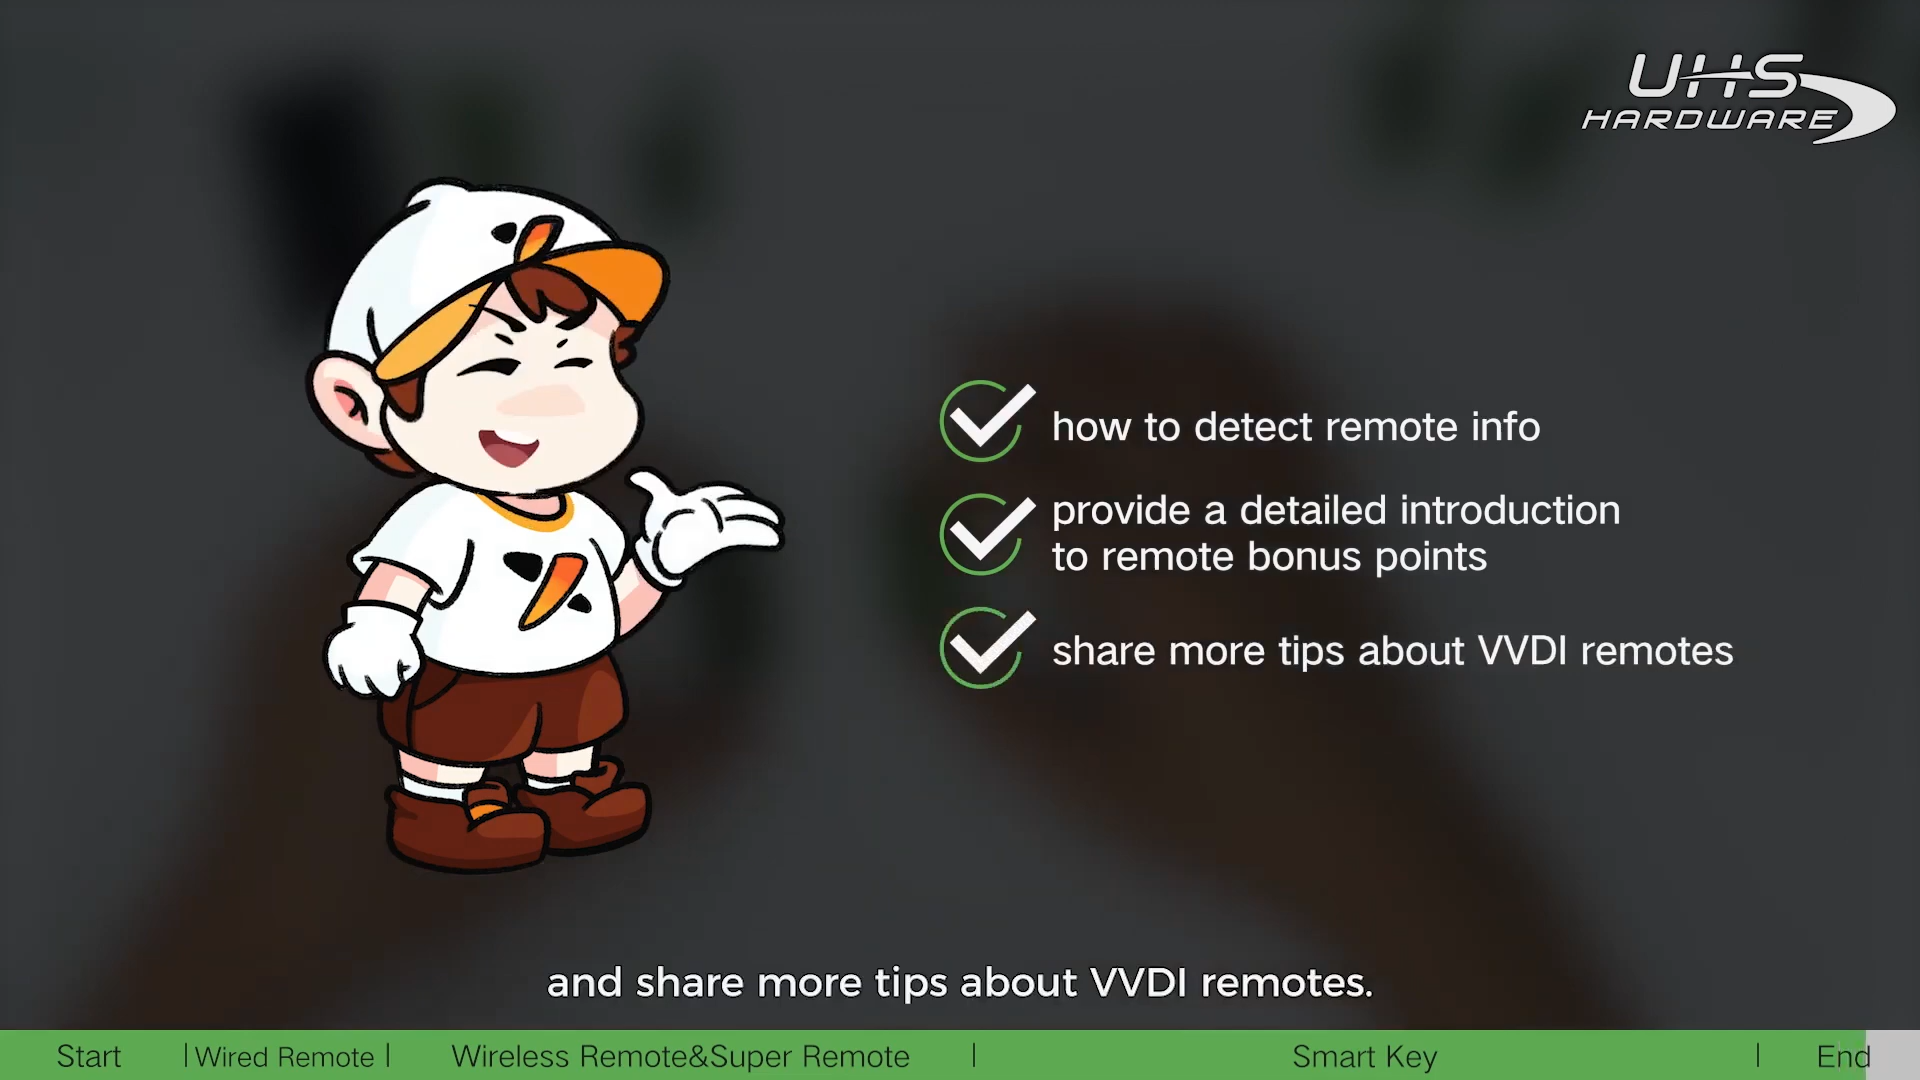 UHS
HARDWARE
how to detect remote info
provide a detailed introduction
to remote bonus points
share more tips about VVDI remotes
and share more tips about VVDI remotes.
Start | Wired Remote | Wireless Remote&Super Remote | Smart Key | End